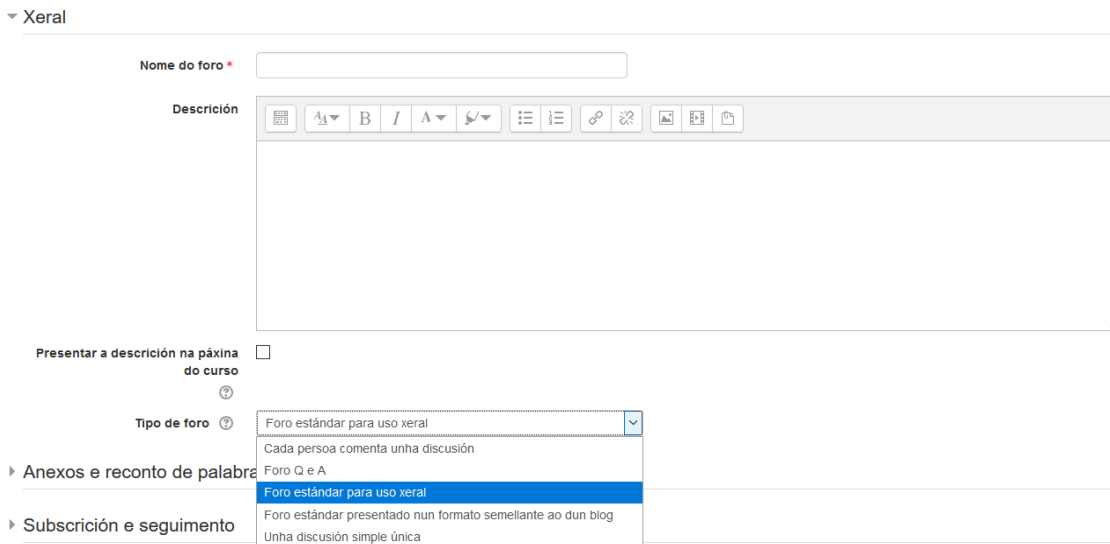 Xeral
Nome do foro *
Descrición
Presentar a descrición na páxina
do curso
Tipo de foro
Foro estándar para uso xeral
Cada persoa comenta unha discusión
Foro Q e A
Foro estándar para uso xeral
Foro estándar presentado nun formato semellante ao dun blog
Unha discusión simple única
Anexos e reconto de palabra
Subscrición e seguimento